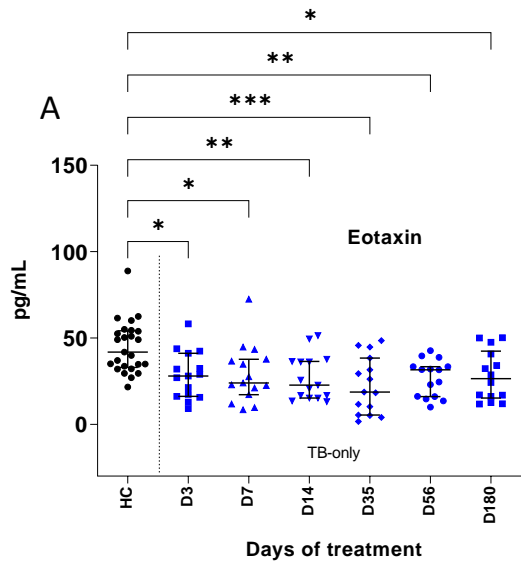 *
**
A
***
**
150
*
Eotaxin
*
100
pg/mL
50
0
TB-only
HC
D3
D7
D14
D35
D56
D180
Days of treatment